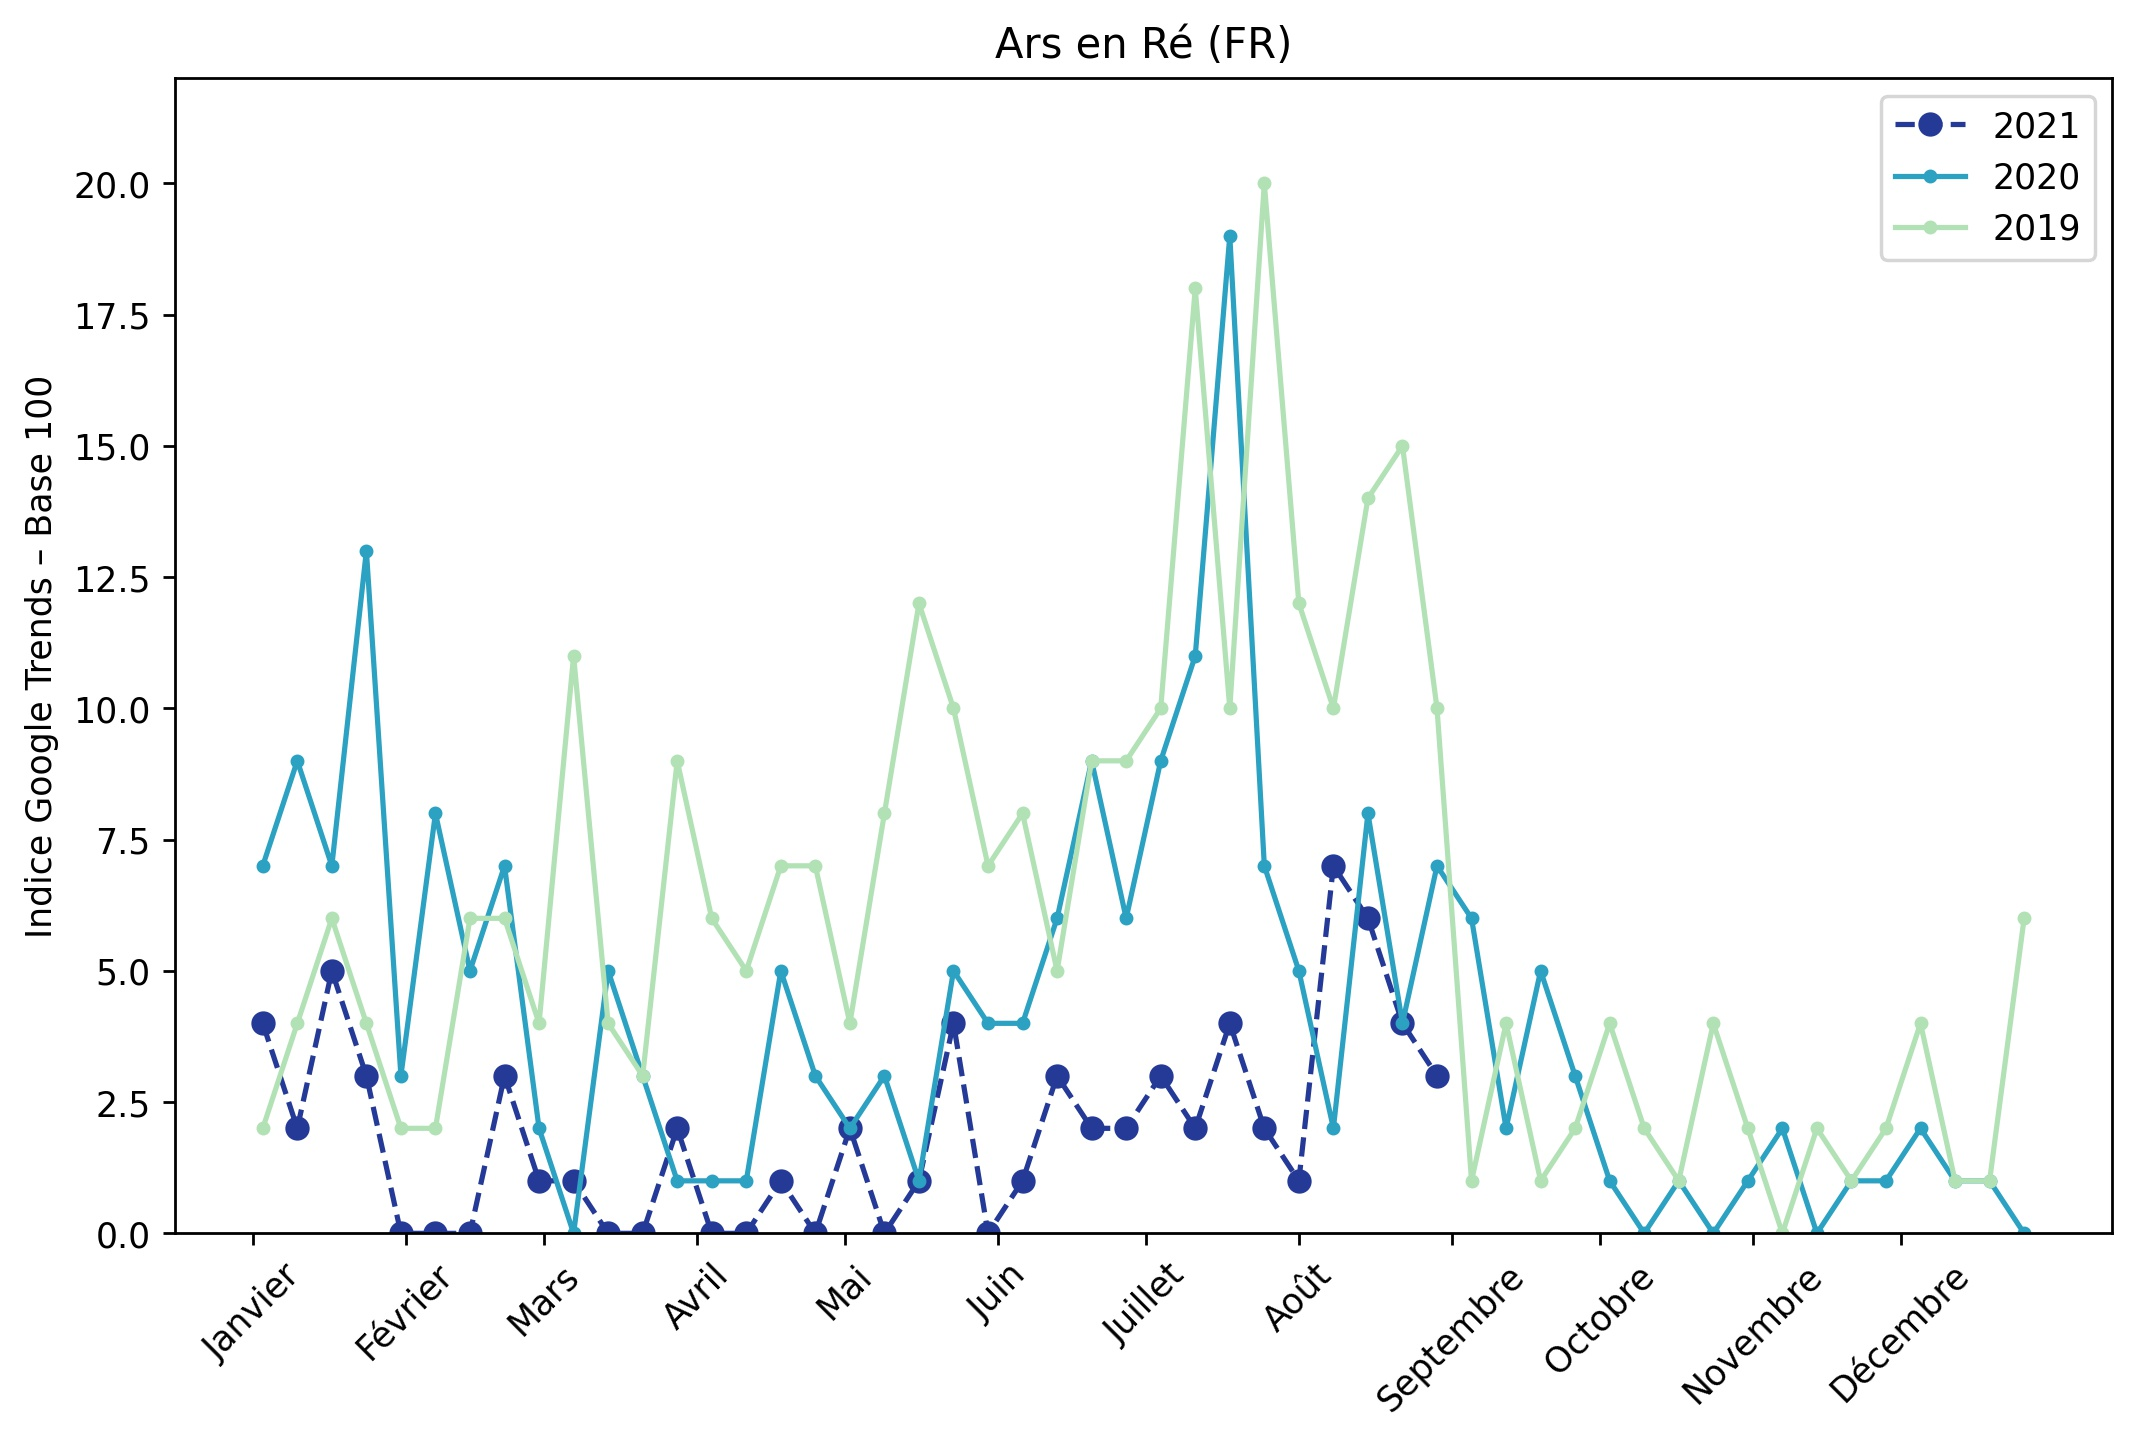 Ars en Ré (FR)
2021
2020
2019
Indice Google Trends – Base 100
20.0
17.5
15.0
12.5
10.0
7.5
5.0
2.5
0.0
Janvier
Février
Mars
Avril
Mai
Juin
Juillet
Août
Septembre
Octobre
Novembre
Décembre